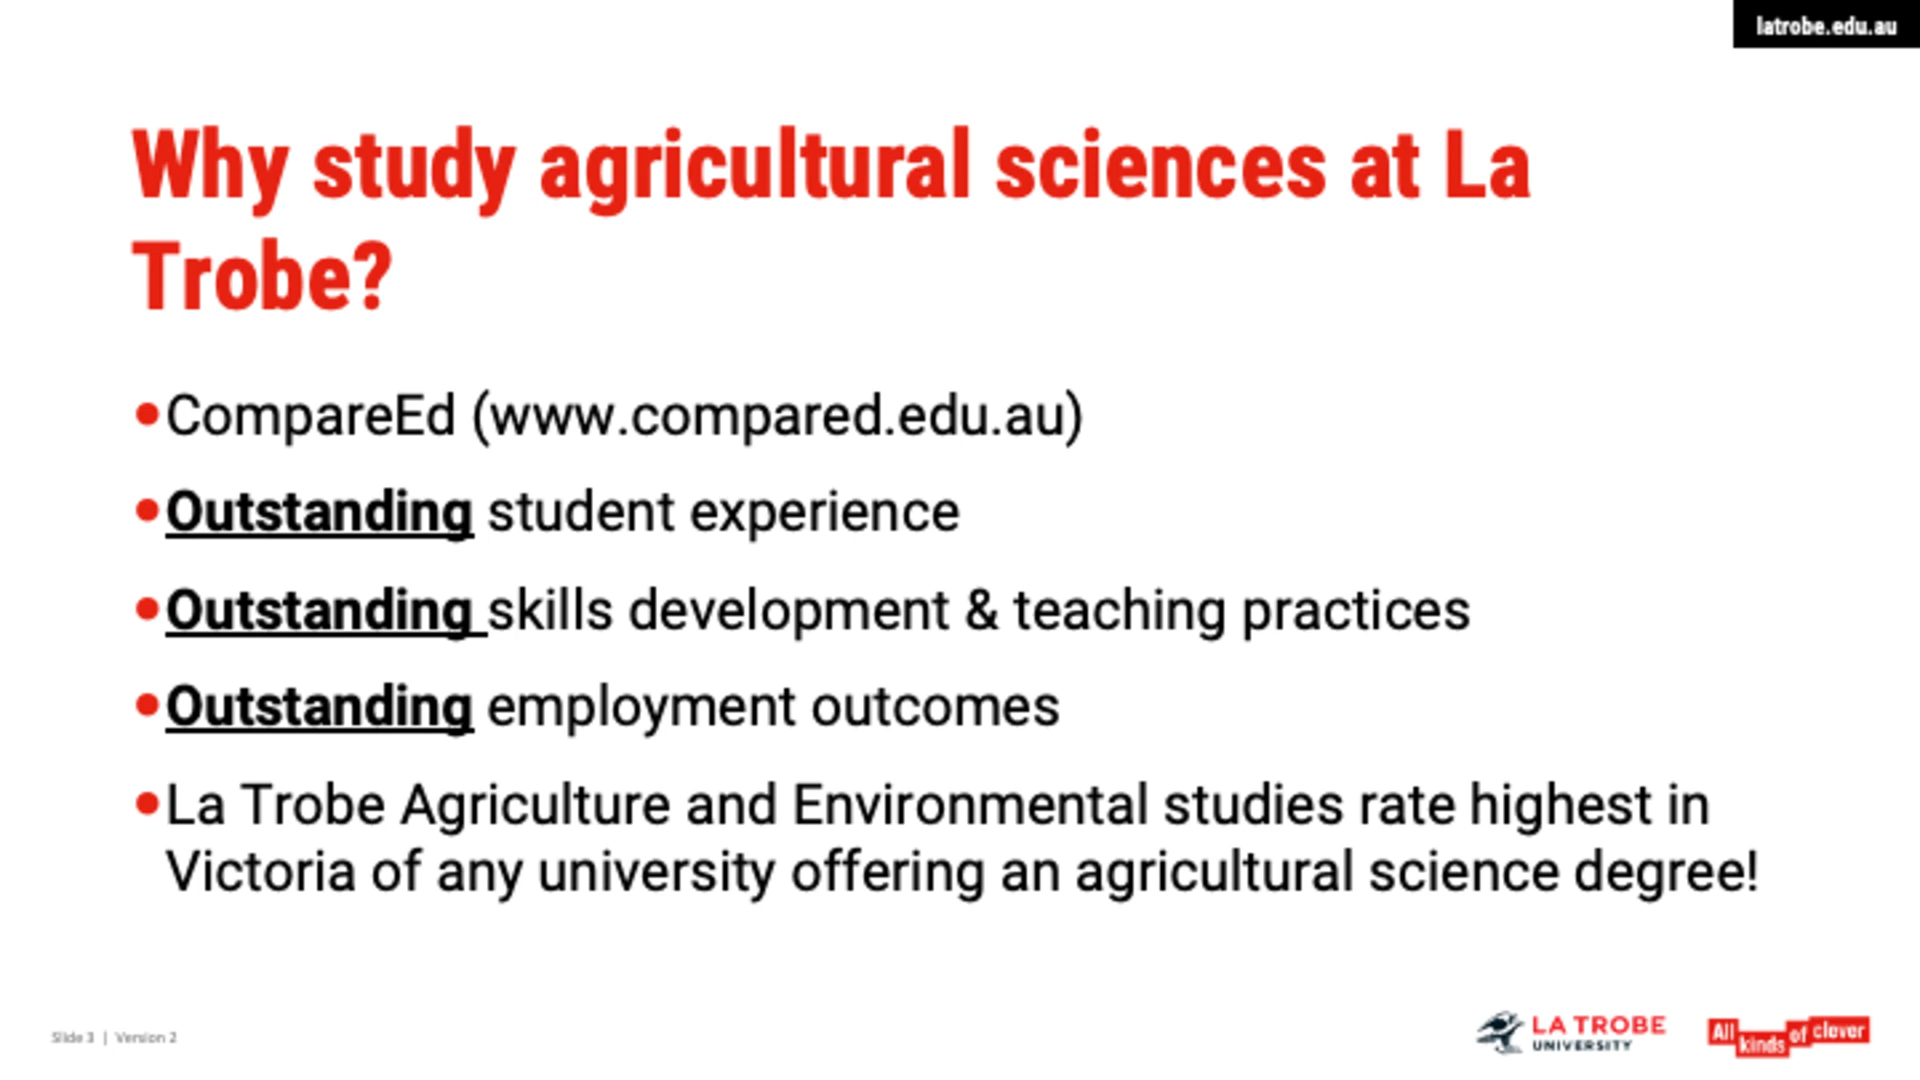 latrobe.edu.au
Why study agricultural sciences at La
Trobe?
•CompareEd (www.compared.edu.au)
•Outstanding student experience
•Outstanding skills development & teaching practices
•Outstanding employment outcomes
•La Trobe Agriculture and Environmental studies rate highest in
Victoria of any university offering an agricultural science degree!
Slide 3 | Version 2
LA TROBE
UNIVERSITY
All kinds of clever